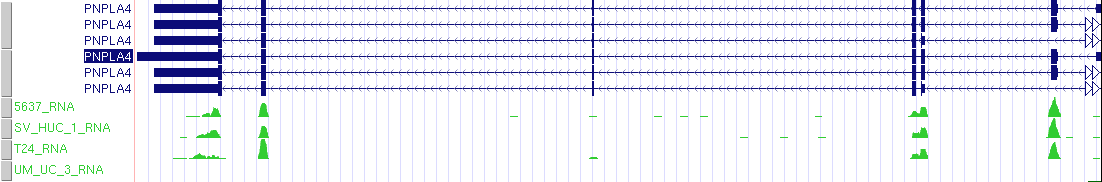 PNPLA4
PNPLA4
PNPLA4
PNPLA4
PNPLA4
PNPLA4
5637_RNA
SV_HUC_1_RNA
T24_RNA
UM_UC_3_RNA